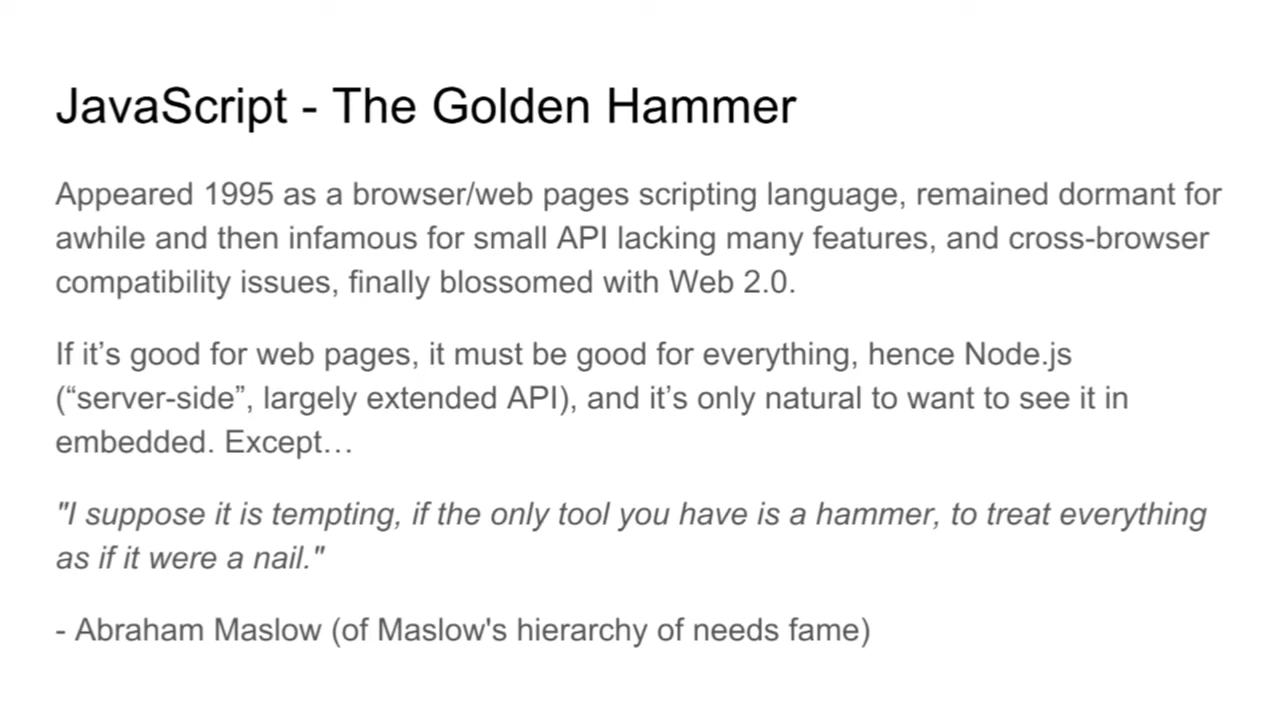 JavaScript - The Golden Hammer
Appeared 1995 as a browser/web pages scripting language, remained dormant for
awhile and then infamous for small API lacking many features, and cross-browser
compatibility issues, finally blossomed with Web 2.0.
If it’s good for web pages, it must be good for everything, hence Node.js
(“server-side”, largely extended API), and it’s only natural to want to see it in
embedded. Except…
"I suppose it is tempting, if the only tool you have is a hammer, to treat everything
as if it were a nail."
- Abraham Maslow (of Maslow's hierarchy of needs fame)